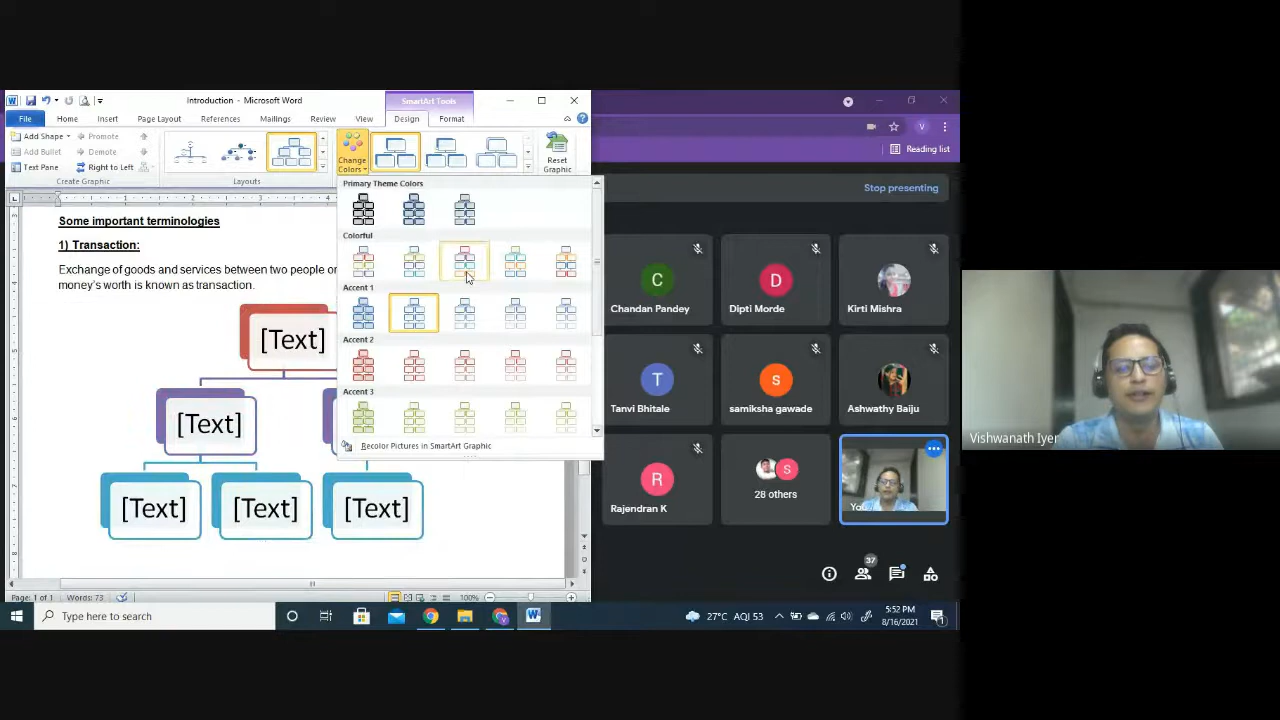 Introduction - Microsoft Word
SmartArt Tools
File Home Insert Page Layout References Mailings Review View Design Format
Add Shape Promote
Add Bullet Demote
Text Pane Right to Left
Create Graphic
Layouts
Change Colors
Reset Graphic
Primary Theme Colors
Colorful
Accent 1
Accent 2
Accent 3
Recolor Pictures in SmartArt Graphic
Some important terminologies
1) Transaction:
Exchange of goods and services between two people or
money's worth is known as transaction.
[Text]
[Text]
[Text] [Text] [Text]
Page: 1 of 1 Words: 73 100%
V
Reading list
Stop presenting
C
Chandan Pandey
D
Dipti Morde
Kirti Mishra
T
Tanvi Bhitale
s
samiksha gawade
Ashwathy Baiju
R
Rajendran K
S
28 others
You
37
Vishwanath Iyer
Type here to search
27°C AQI 53
5:52 PM
8/16/2021
1